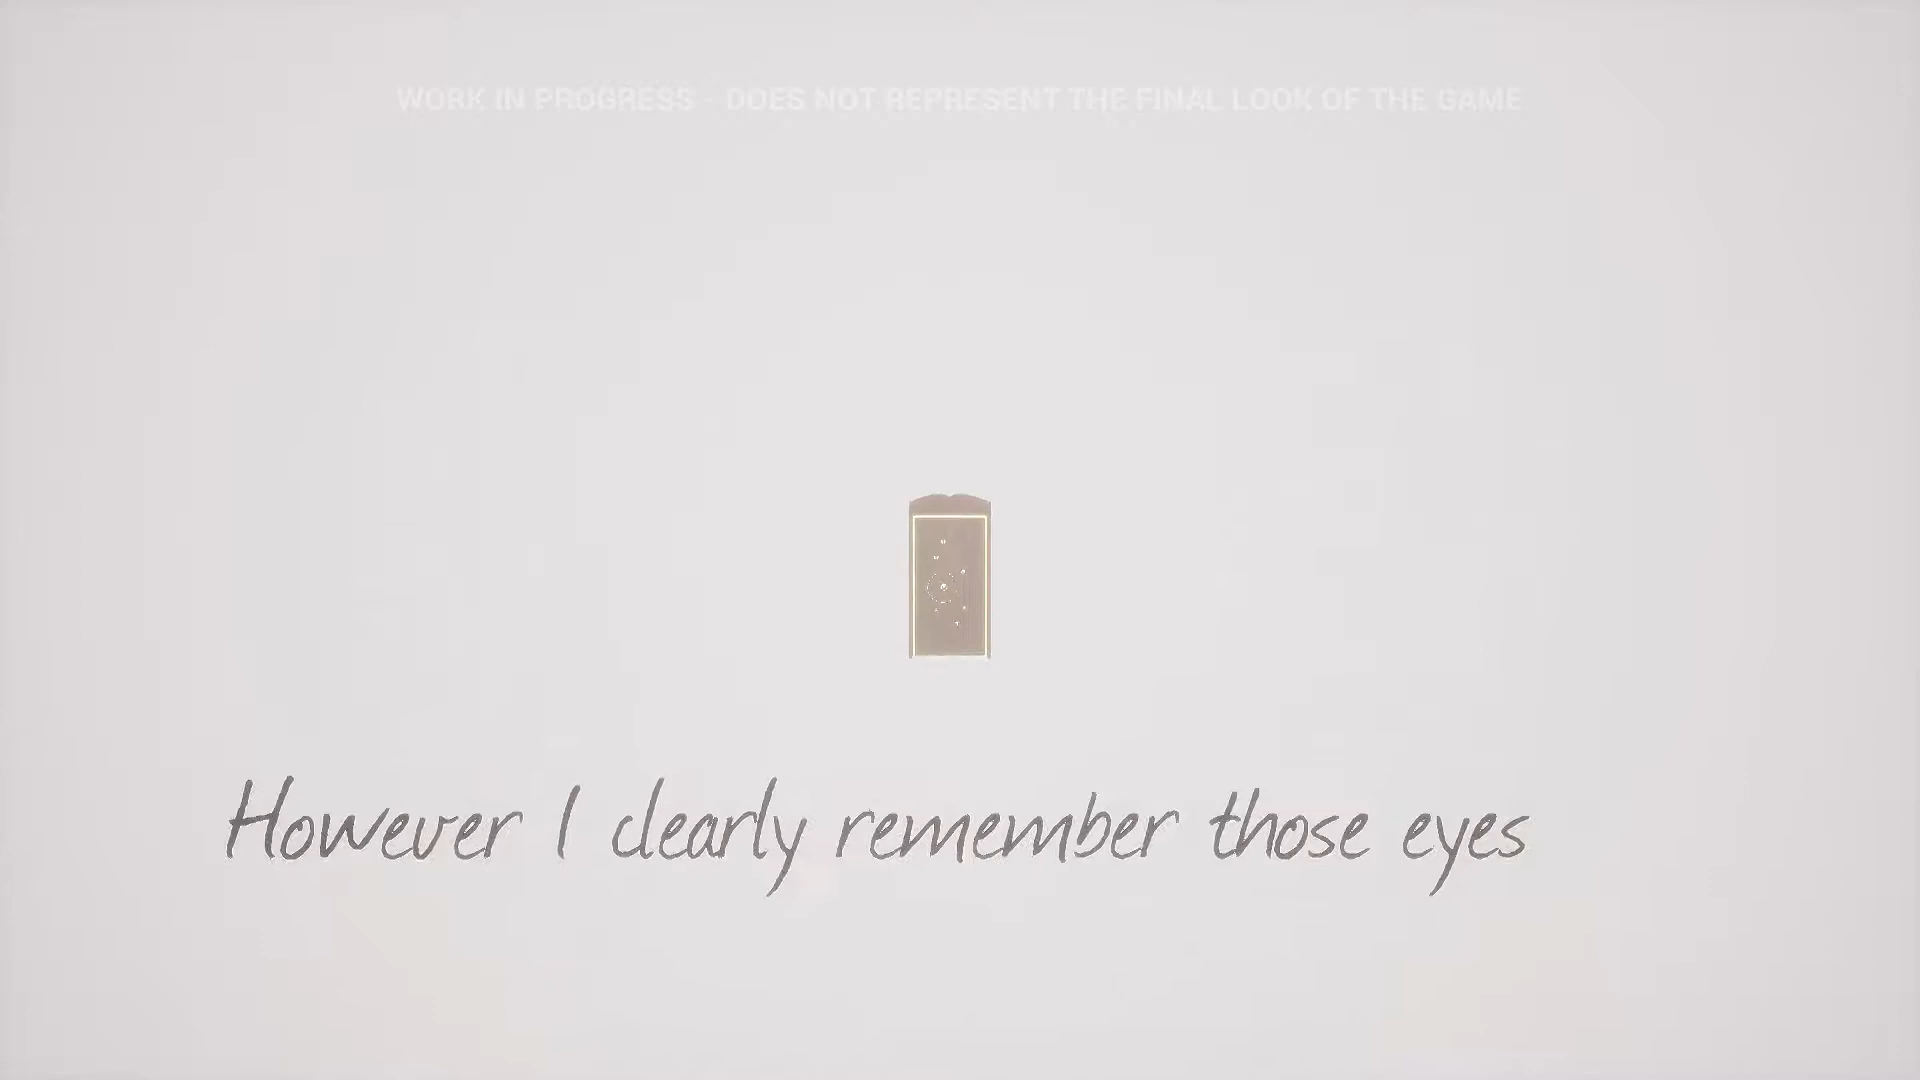 WORK IN PROGRESS - DOES NOT REPRESENT THE FINAL LOOK OF THE GAME
However I clearly remember those eyes